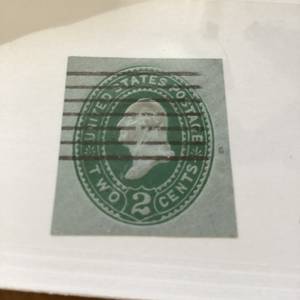 UNITED STATES POSTAGE
TWO 2 CENTS